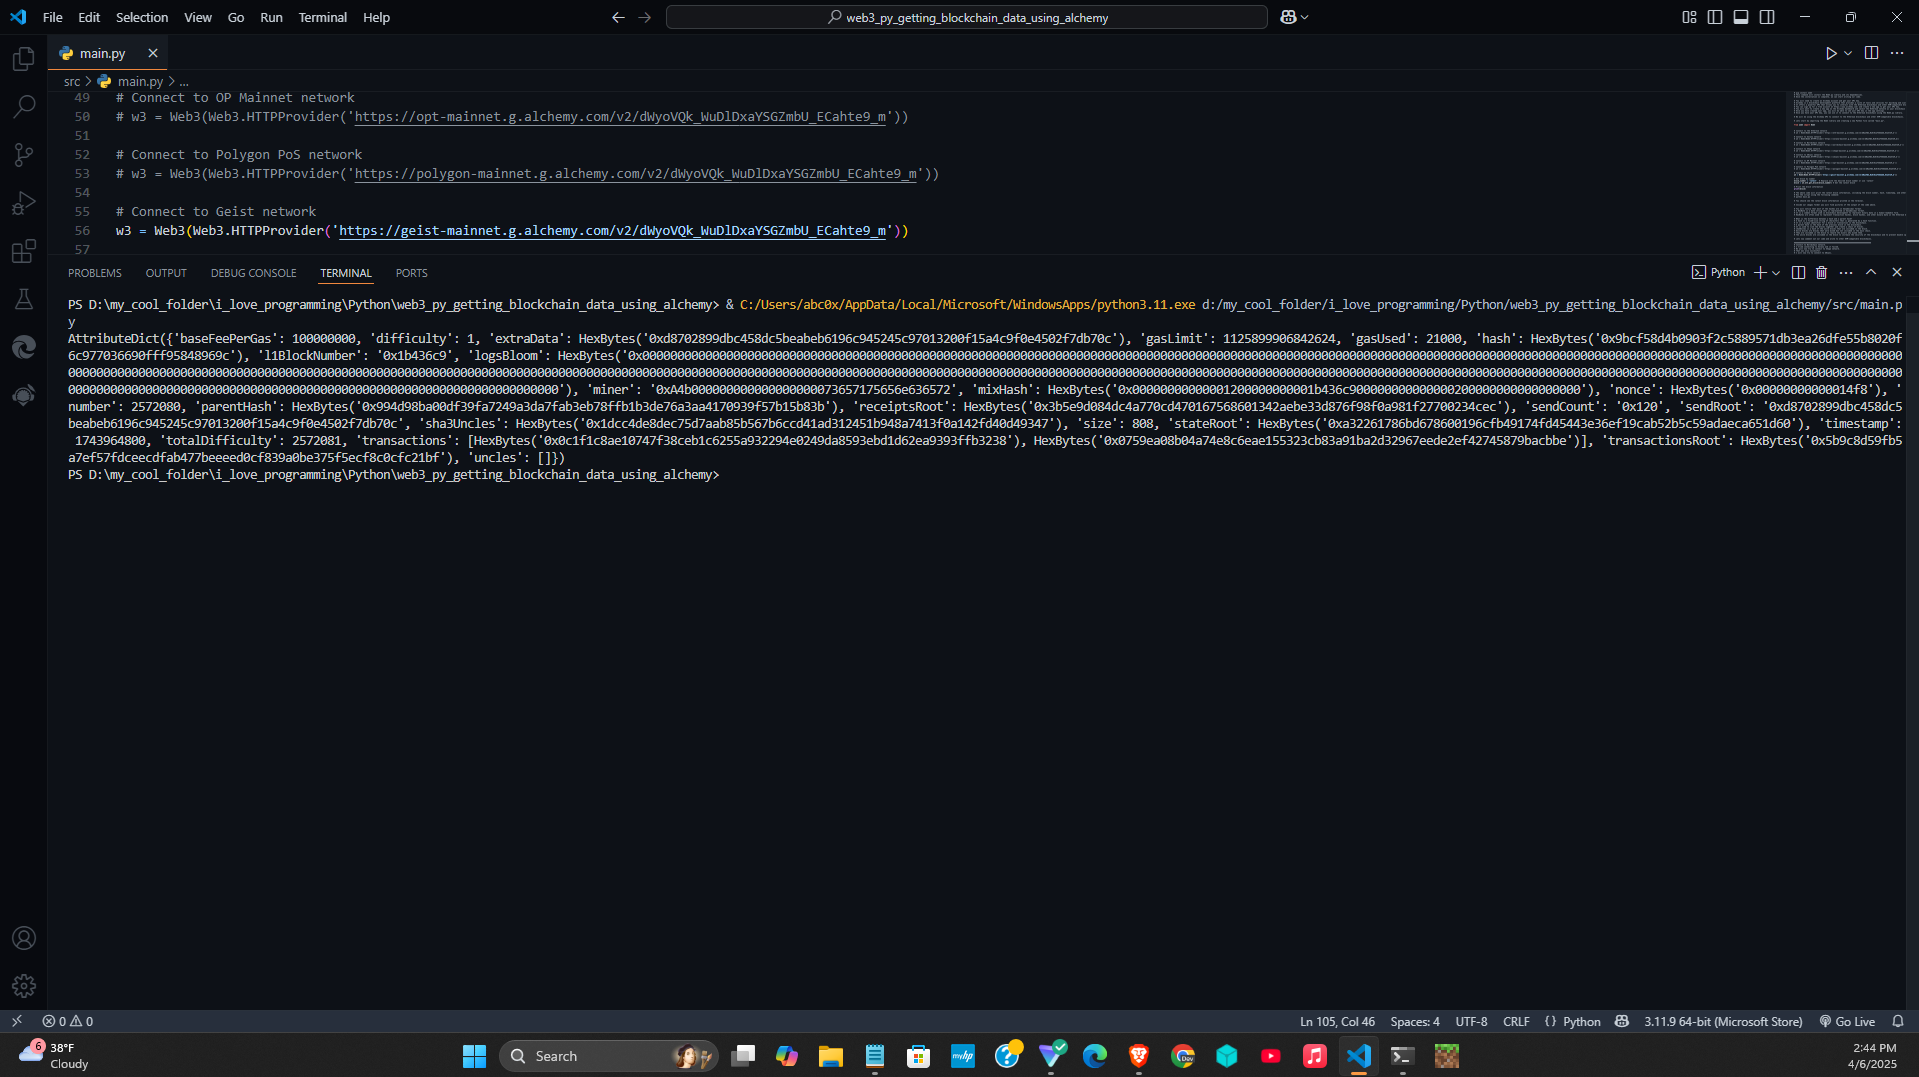 File Edit Selection View Go Run Terminal Help
web3_py_getting_blockchain_data_using_alchemy
main.py
src > main.py > ...
49 # Connect to OP Mainnet network
50 # w3 = Web3(Web3.HTTPProvider('https://opt-mainnet.g.alchemy.com/v2/dWyoVQk_WuDlDxaYSGZmbU_ECahte9_m'))
51
52 # Connect to Polygon PoS network
53 # w3 = Web3(Web3.HTTPProvider('https://polygon-mainnet.g.alchemy.com/v2/dWyoVQk_WuDlDxaYSGZmbU_ECahte9_m'))
54
55 # Connect to Geist network
56 w3 = Web3(Web3.HTTPProvider('https://geist-mainnet.g.alchemy.com/v2/dWyoVQk_WuDlDxaYSGZmbU_ECahte9_m'))
57
PROBLEMS OUTPUT DEBUG CONSOLE TERMINAL PORTS
Python
PS D:\my_cool_folder\i_love_programming\Python\web3_py_getting_blockchain_data_using_alchemy> & C:/Users/abc0x/AppData/Local/Microsoft/WindowsApps/python3.11.exe d:/my_cool_folder/i_love_programming/Python/web3_py_getting_blockchain_data_using_alchemy/src/main.p
y
AttributeDict({'baseFeePerGas': 100000000, 'difficulty': 1, 'extraData': HexBytes('0xd8702899dbc458dc5beabeb6196c945245c97013200f15a4c9f0e4502f7db70c'), 'gasLimit': 1125899906842624, 'gasUsed': 21000, 'hash': HexBytes('0x9bcf58d4b0903f2c5889571db3ea26dfe55b8020f
6c977036690fff95848969c'), 'l1BlockNumber': '0x1b436c9', 'logsBloom': HexBytes('
'), 'miner': '0xA4b000000000000000000073657175656e636572', 'mixHash': HexBytes('0x00000000000001200000000001b436c900000000000000200000000000000000'), 'nonce': HexBytes('0x00000000000014f8'), '
number': 2572080, 'parentHash': HexBytes('0x994d98ba00df39fa7249a3da7fab3eb78ffb1b3de76a3aa4170939f57b15b83b'), 'receiptsRoot': HexBytes('0x3b5e9d084dc4a770cd470167568601342aebe33d876f98f0a981f27700234cec'), 'sendCount': '0x120', 'sendRoot': '0xd8702899dbc458dc5
beabeb6196c945245c97013200f15a4c9f0e4502f7db70c', 'sha3Uncles': HexBytes('0x1dcc4de8dec75d7aab85b567b6ccd41ad312451b948a7413f0a142fd40d49347'), 'size': 808, 'stateRoot': HexBytes('0xa32261786bd678600196cfb49174fd45443e36ef19cab52b5c59adaeca651d60'), 'timestamp':
1743964800, 'totalDifficulty': 2572081, 'transactions': [HexBytes('0x0c1f1c8ae10747f38ceb1c6255a932294e0249da8593ebd1d62ea9393ffb3238'), HexBytes('0x0759ea08b04a74e8c6eae155323cb83a91ba2d32967eede2ef42745879bacbbe')], 'transactionsRoot': HexBytes('0x5b9c8d59fb5
a7ef57fdceecdfab477beeeed0cf839a0be375f5ecf8c0cfc21bf'), 'uncles': []})
PS D:\my_cool_folder\i_love_programming\Python\web3_py_getting_blockchain_data_using_alchemy>
0 0 Ln 105, Col 46 Spaces: 4 UTF-8 CRLF {} Python 3.11.9 64-bit (Microsoft Store) Go Live
6 38°F
Cloudy
Search
myhp
Dev
2:44 PM
4/6/2025